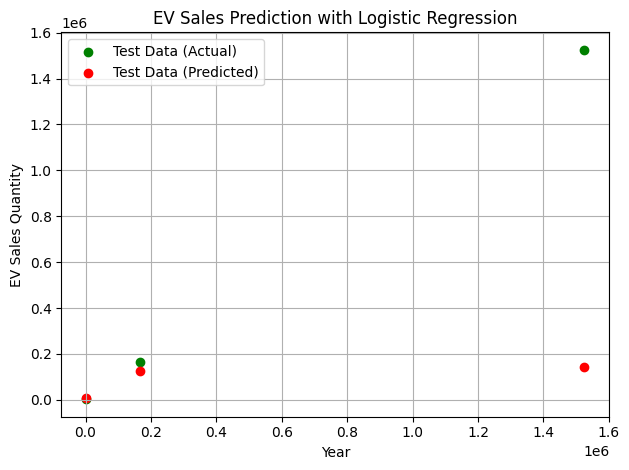 EV Sales Prediction with Logistic Regression
1e6
Test Data (Actual)
Test Data (Predicted)
1.6
1.4
1.2
1.0
0.8
0.6
0.4
0.2
0.0
EV Sales Quantity
0.0 0.2 0.4 0.6 0.8 1.0 1.2 1.4 1.6
1e6
Year